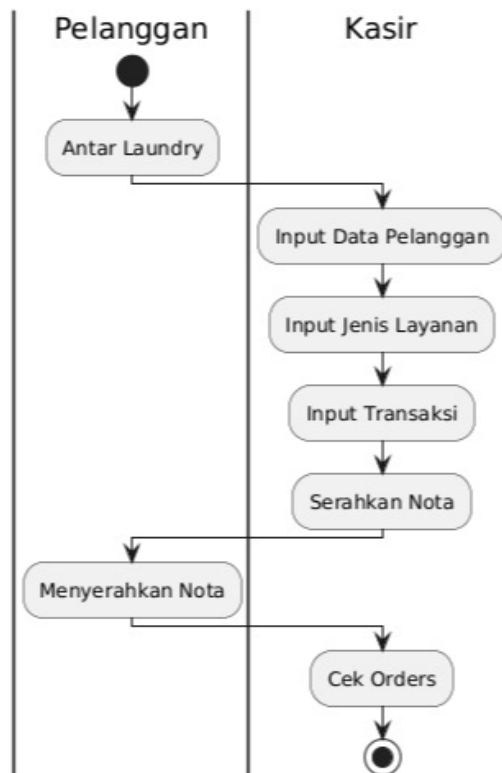 Pelanggan
Kasir
Antar Laundry
Input Data Pelanggan
Input Jenis Layanan
Input Transaksi
Serahkan Nota
Menyerahkan Nota
Cek Orders